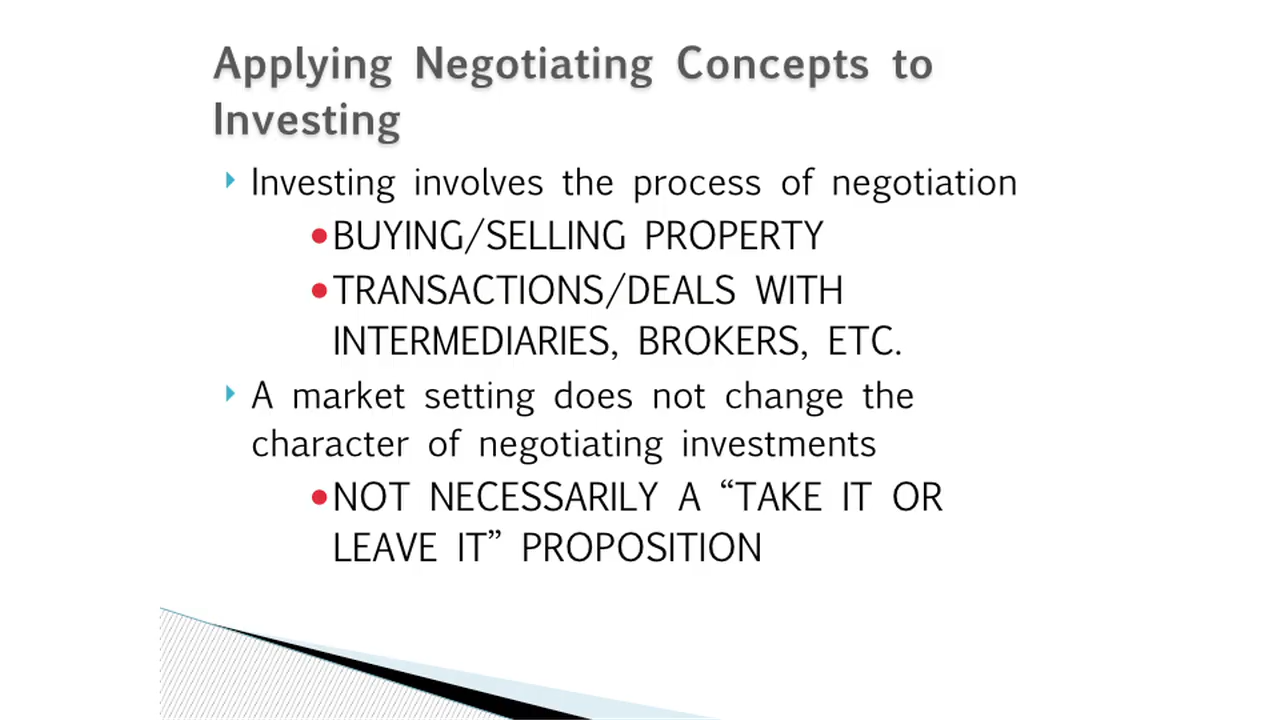 Applying Negotiating Concepts to
Investing
Investing involves the process of negotiation
•BUYING/SELLING PROPERTY
•TRANSACTIONS/DEALS WITH
INTERMEDIARIES, BROKERS, ETC.
A market setting does not change the
character of negotiating investments
•NOT NECESSARILY A “TAKE IT OR
LEAVE IT” PROPOSITION